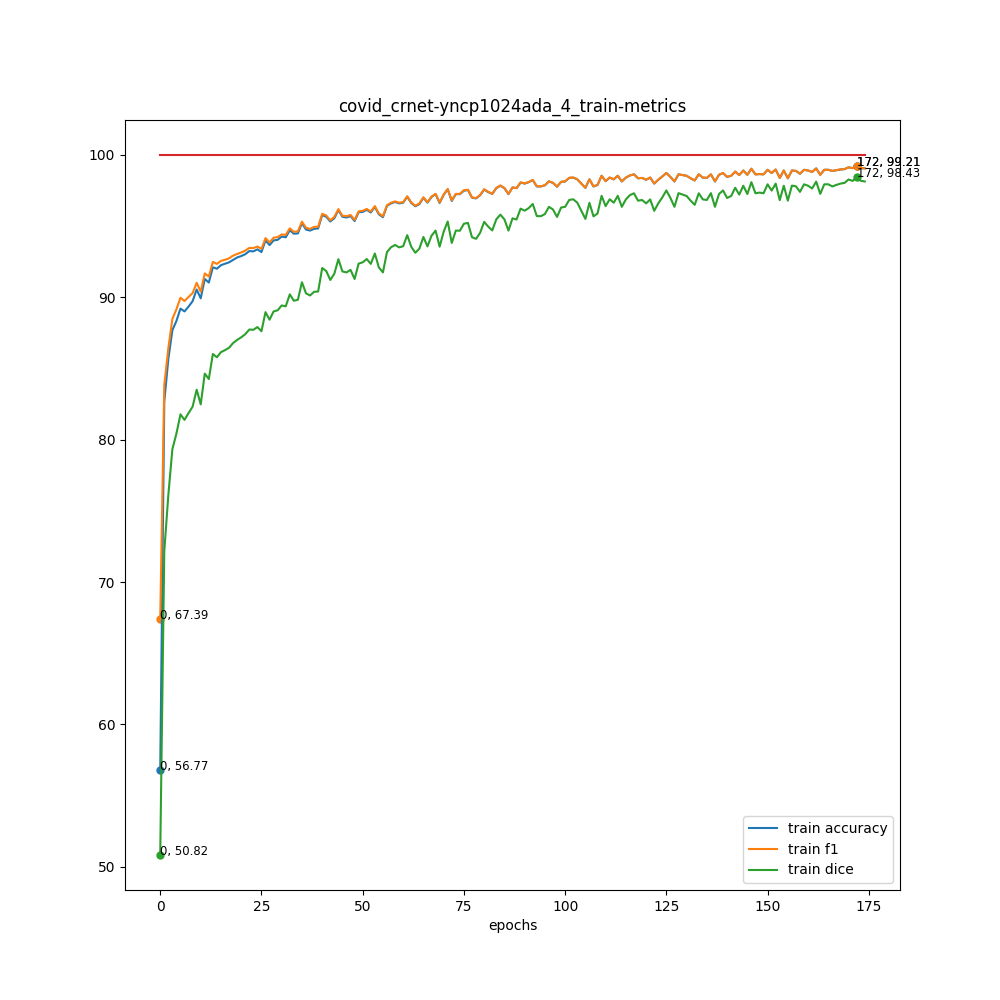 covid_crnet-yncp1024ada_4_train-metrics
100
172, 99.21
172, 98.43
90
80
70
0, 67.39
60
0, 56.77
train accuracy
train f1
train dice
0, 50.82
50
0 25 50 75 100 125 150 175
epochs